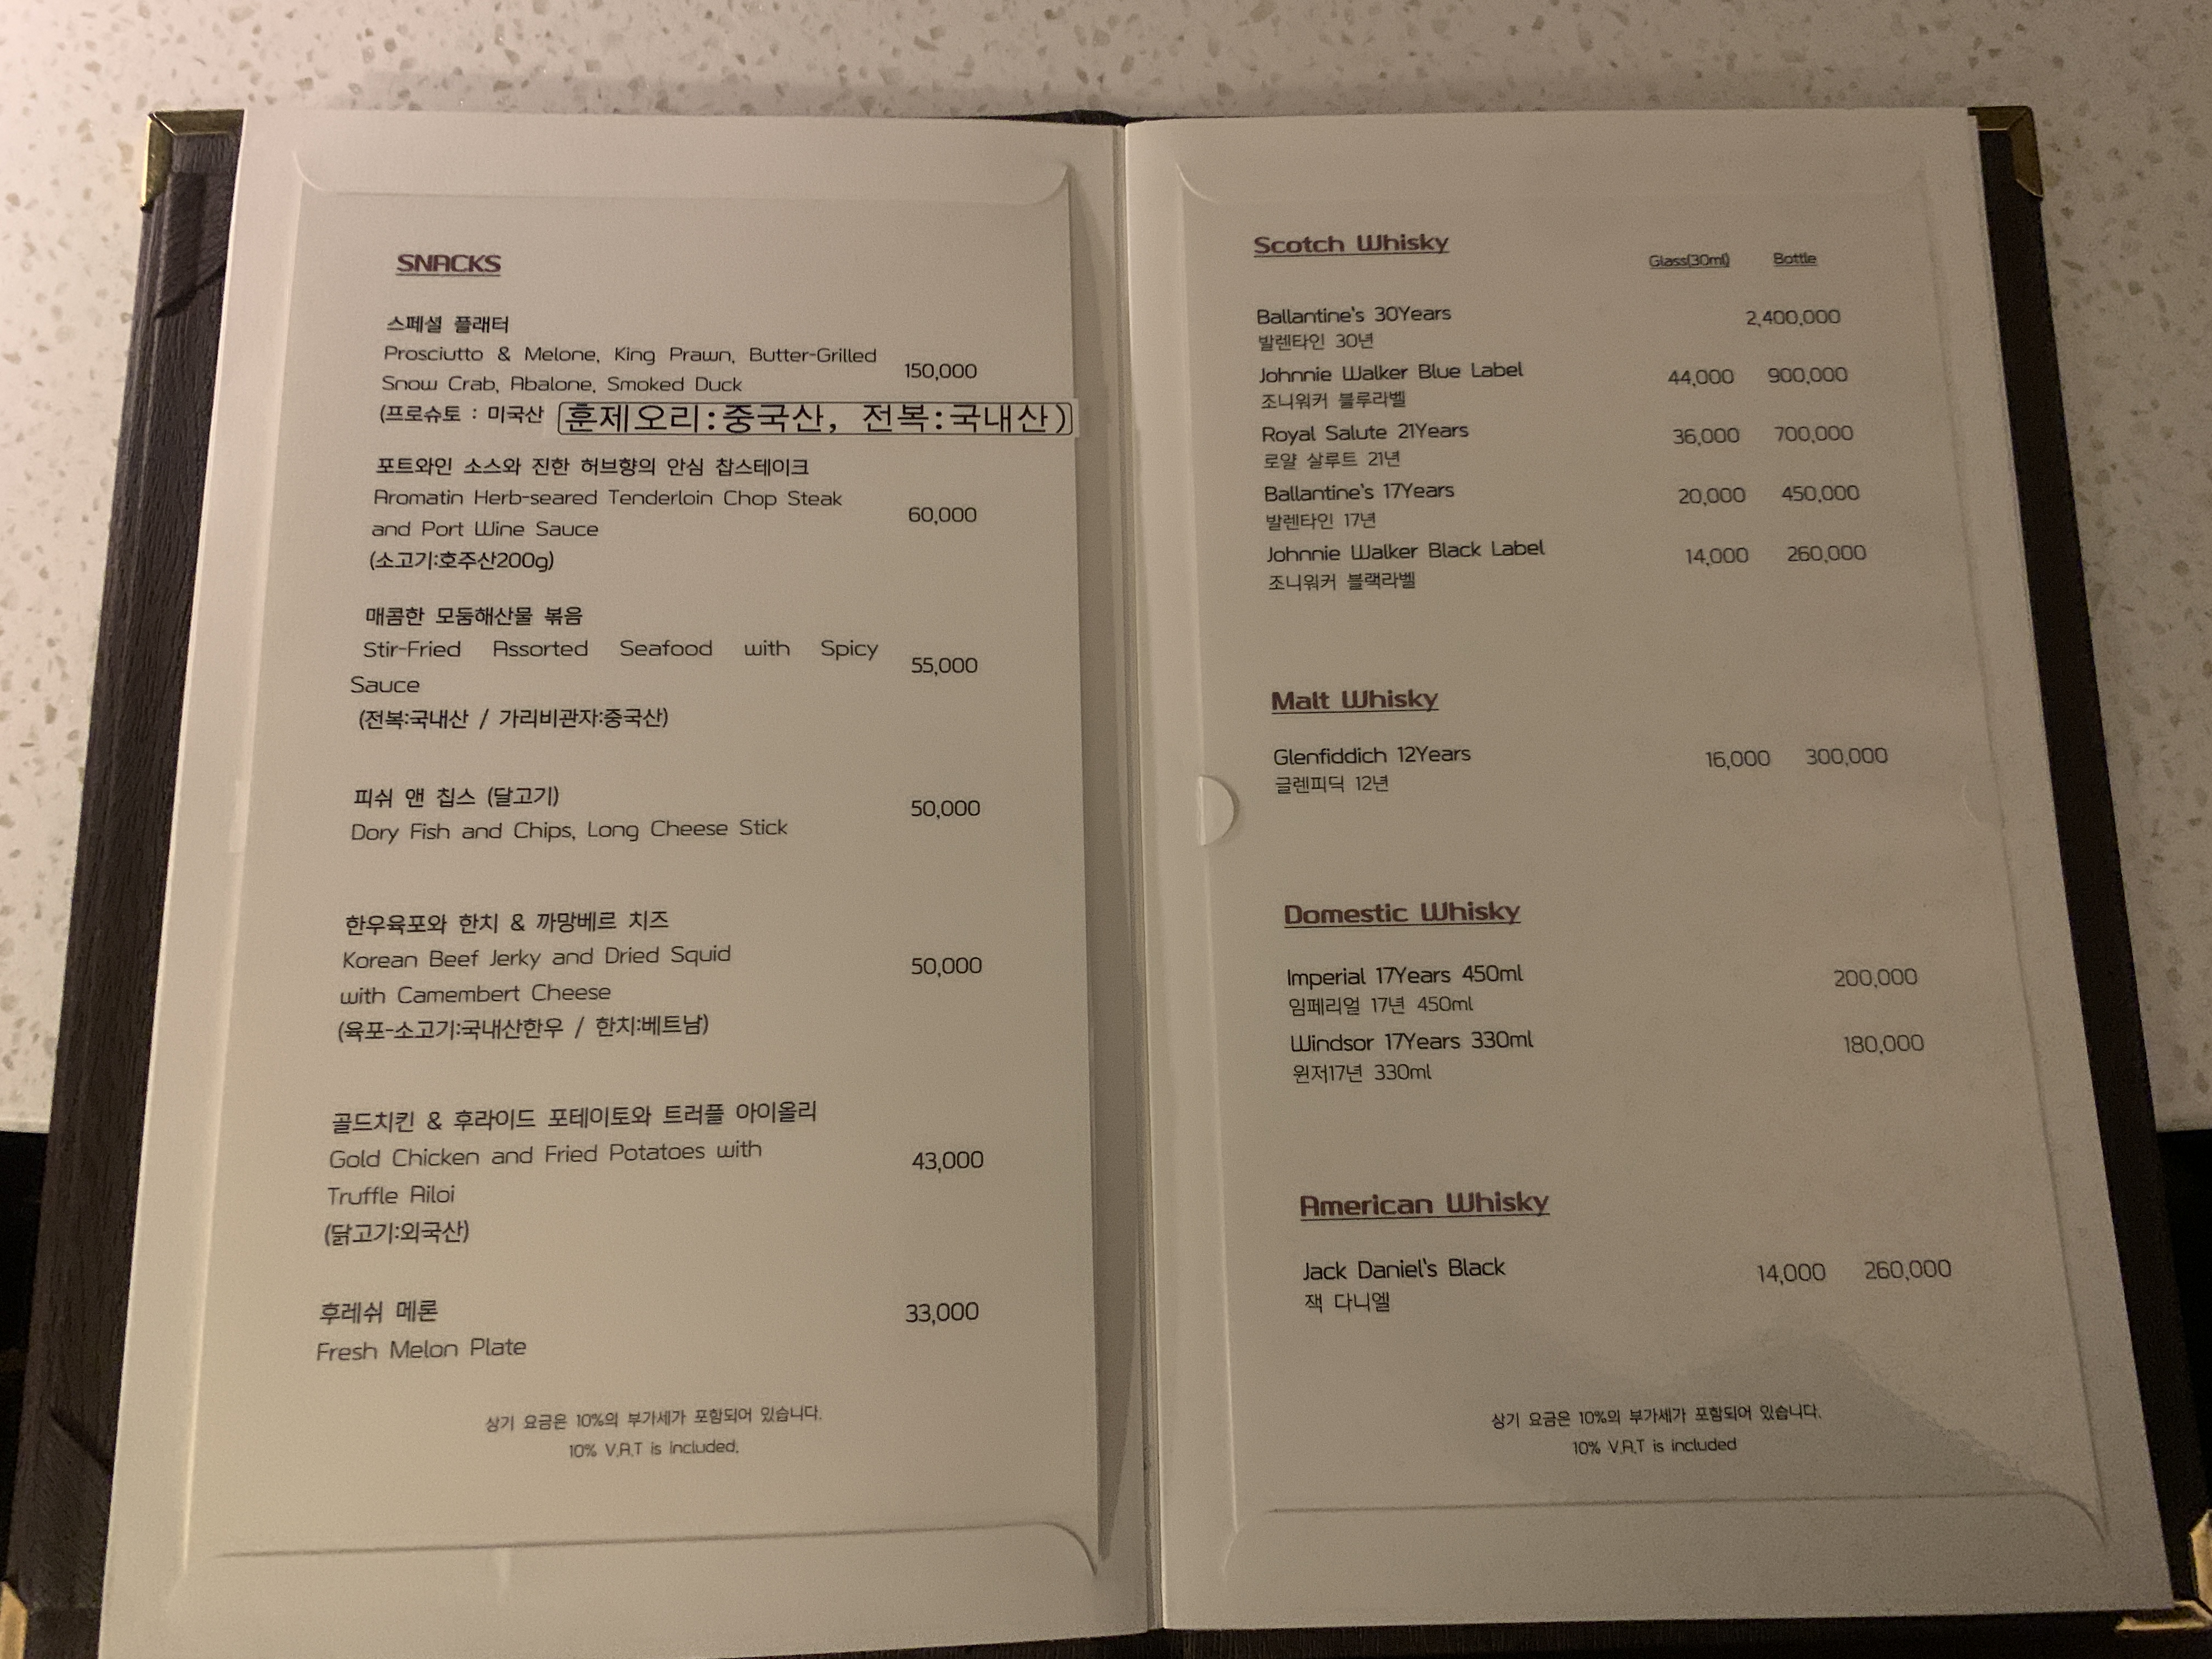 SNACKS
스페셜 플래터
Prosciutto & Melone, King Prawn, Butter-Grilled
Snow Crab, Abalone, Smoked Duck 150,000
(프로슈토 : 미국산 훈제오리:중국산, 전복:국내산)
포트와인 소스와 진한 허브향의 안심 찹스테이크
Aromatin Herb-seared Tenderloin Chop Steak
and Port Wine Sauce 60,000
(소고기:호주산200g)
매콤한 모둠해산물 볶음
Stir-Fried Assorted Seafood with Spicy 55,000
Sauce
(전복:국내산 / 가리비관자:중국산)
피쉬 앤 칩스 (달고기)
Dory Fish and Chips, Long Cheese Stick 50,000
한우육포와 한치 & 까망베르 치즈
Korean Beef Jerky and Dried Squid 50,000
with Camembert Cheese
(육포-소고기:국내산한우 / 한치:베트남)
골드치킨 & 후라이드 포테이토와 트러플 아이올리
Gold Chicken and Fried Potatoes with 43,000
Truffle Ailoi
(닭고기:외국산)
후레쉬 메론 33,000
Fresh Melon Plate
상기 요금은 10%의 부가세가 포함되어 있습니다.
10% V.A.T is Included.
Scotch Whisky
Glass(30ml) Bottle
Ballantine's 30Years 2,400,000
발렌타인 30년
Johnnie Walker Blue Label 44,000 900,000
조니워커 블루라벨
Royal Salute 21Years 36,000 700,000
로얄 살루트 21년
Ballantine's 17Years 20,000 450,000
발렌타인 17년
Johnnie Walker Black Label 14,000 260,000
조니워커 블랙라벨
Malt Whisky
Glenfiddich 12Years 16,000 300,000
글렌피딕 12년
Domestic Whisky
Imperial 17Years 450ml 200,000
임페리얼 17년 450ml
Windsor 17Years 330ml 180,000
윈저17년 330ml
American Whisky
Jack Daniel's Black 14,000 260,000
잭 다니엘
상기 요금은 10%의 부가세가 포함되어 있습니다.
10% V.A.T is included